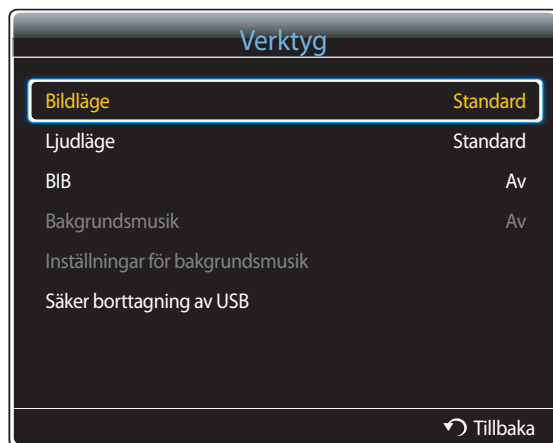 Verktyg
Bildläge Standard
Ljudläge Standard
BIB Av
Bakgrundsmusik Av
Inställningar för bakgrundsmusik
Säker borttagning av USB
Tillbaka